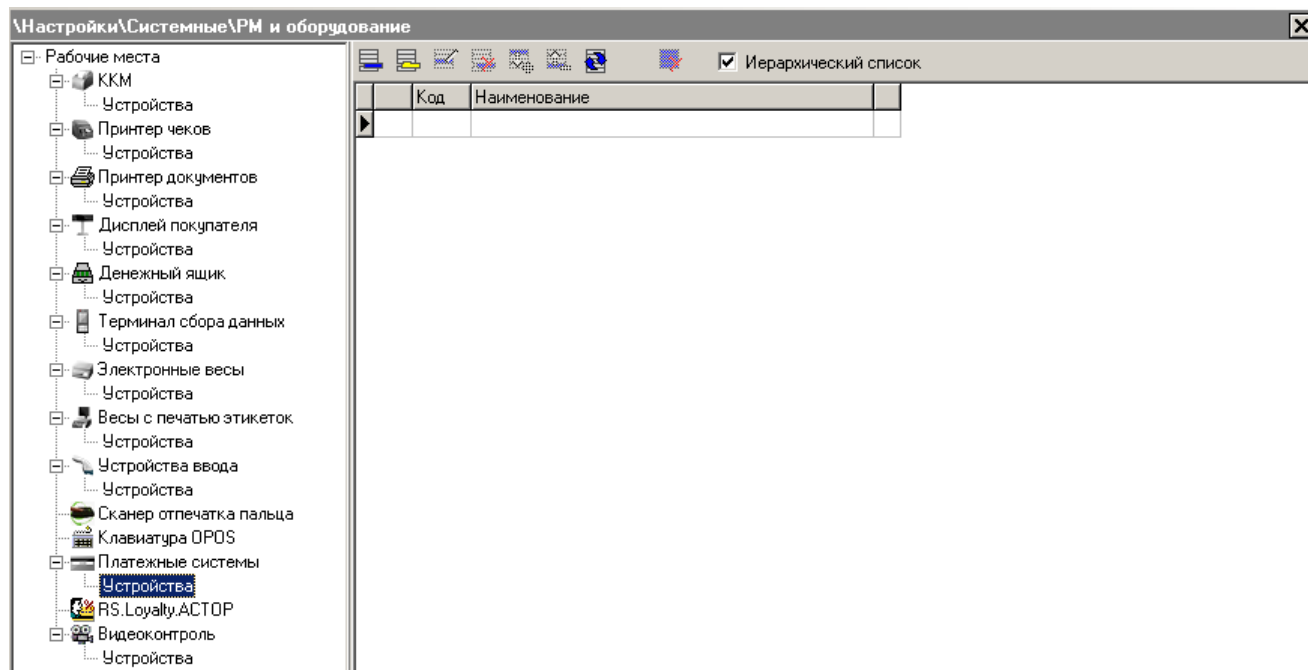 \Настройки\Системные\РМ и оборудование
Рабочие места
ККМ
Устройства
Принтер чеков
Устройства
Принтер документов
Устройства
Дисплей покупателя
Устройства
Денежный ящик
Устройства
Терминал сбора данных
Устройства
Электронные весы
Устройства
Весы с печатью этикеток
Устройства
Устройства ввода
Устройства
Сканер отпечатка пальца
Клавиатура OPOS
Платежные системы
Устройства
RS.Loyalty.АСТОР
Видеоконтроль
Устройства
Иерархический список
Код Наименование